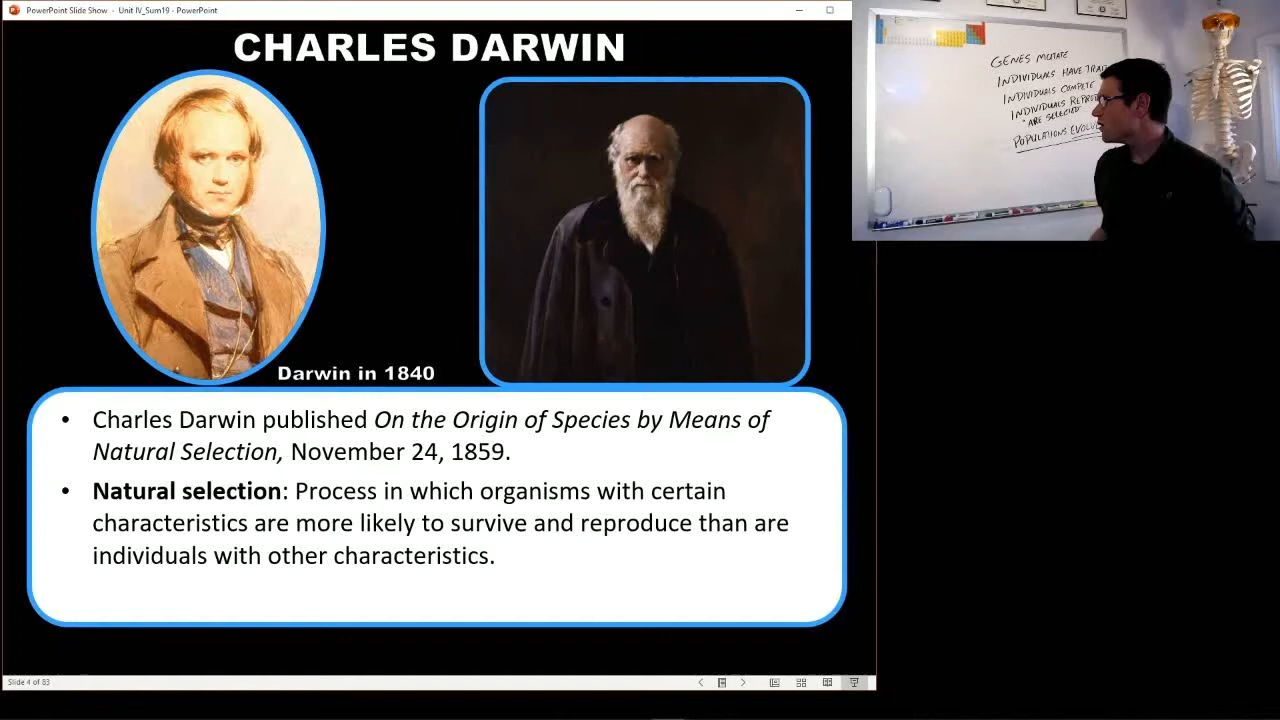 PowerPoint Slide Show - Unit IV_Sum19 - PowerPoint
CHARLES DARWIN
Darwin in 1840
• Charles Darwin published On the Origin of Species by Means of
Natural Selection, November 24, 1859.
• Natural selection: Process in which organisms with certain
characteristics are more likely to survive and reproduce than are
individuals with other characteristics.
Slide 4 of 83
GENES MUTATE
INDIVIDUALS HAVE
INDIVIDUALS COMPETE
INDIVIDUALS
"ARE SELECTED"
POPULATIONS